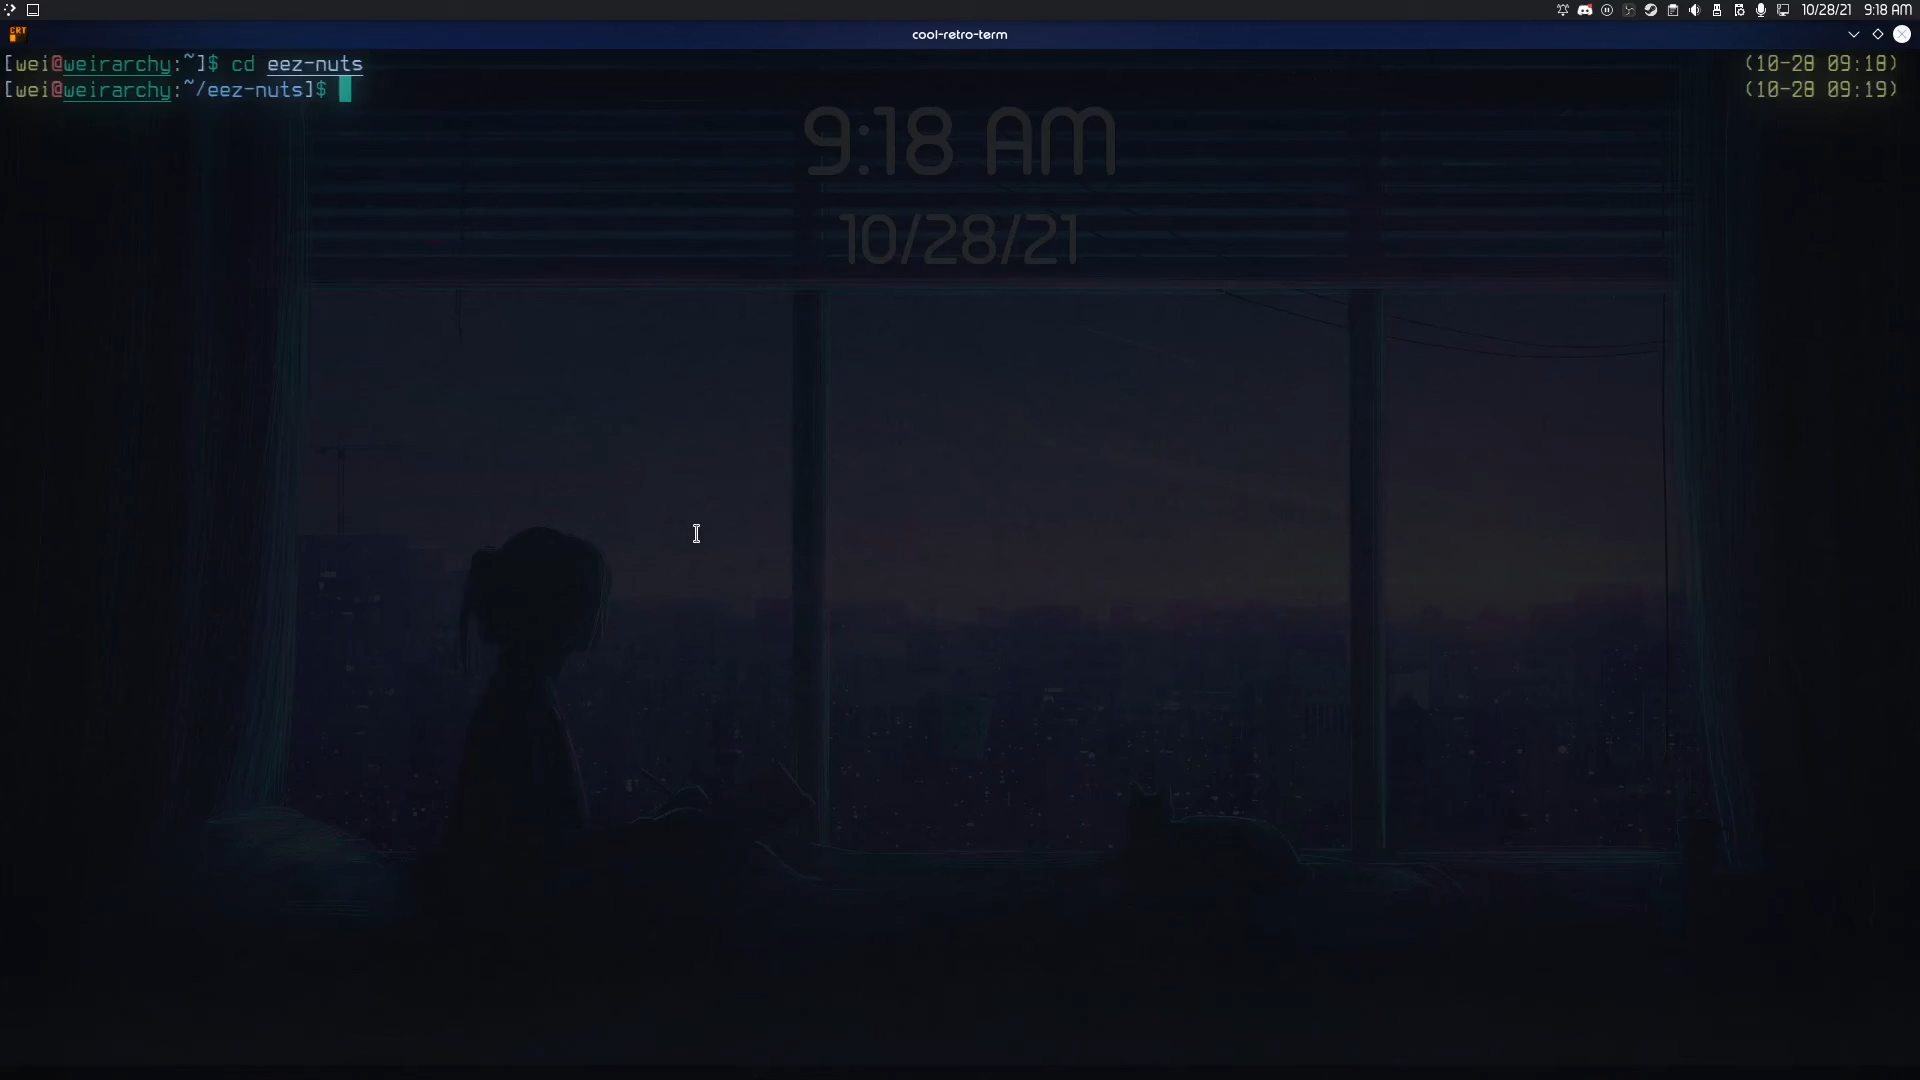 10/28/21 9:18 AM
CRT
cool-retro-term
[wei@weirarchy:~]$ cd eez-nuts (10-28 09:18)
[wei@weirarchy:~/eez-nuts]$ (10-28 09:19)
9:18 AM
10/28/21